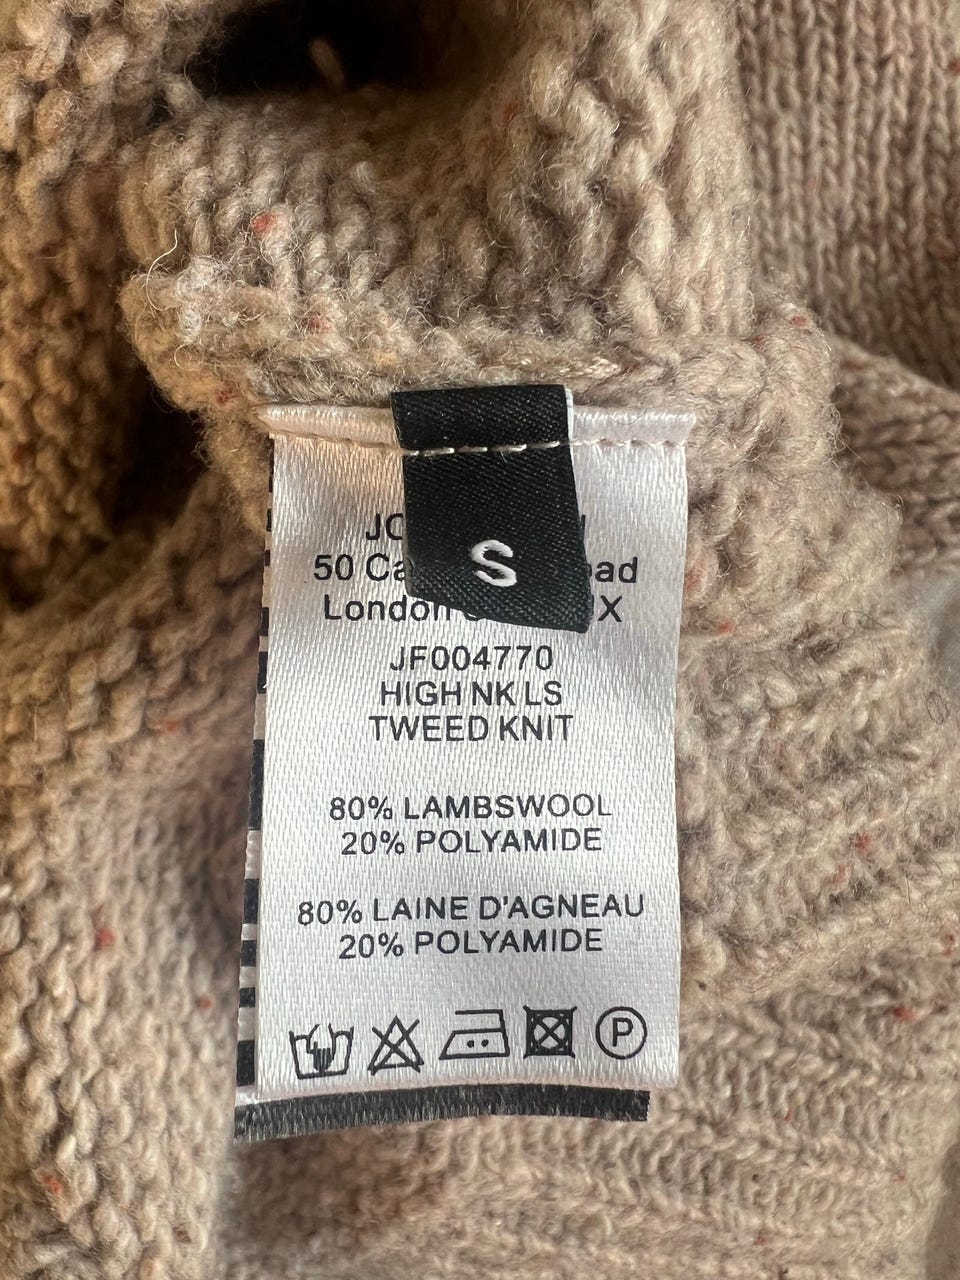 S
50
London
JF004770
HIGH NK LS
TWEED KNIT
80% LAMBSWOOL
20% POLYAMIDE
80% LAINE D'AGNEAU
20% POLYAMIDE
P